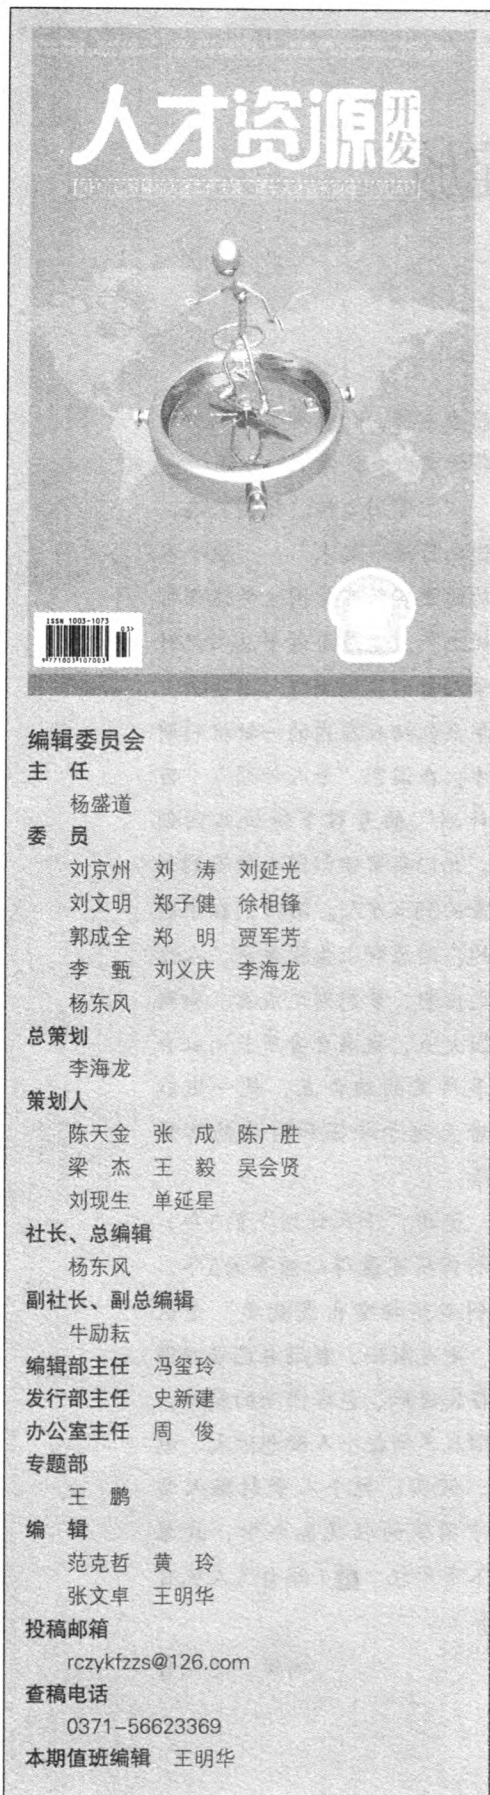 人才资源
开发
ISSN 1003-1073
03>
9 771003 107003
编辑委员会
主　任
杨盛道
委　员
刘京州　刘　涛　刘延光
刘文明　郑子健　徐相锋
郭成全　郑　明　贾军芳
李　甄　刘义庆　李海龙
杨东风
总策划
李海龙
策划人
陈天金　张　成　陈广胜
梁　杰　王　毅　吴会贤
刘现生　单延星
社长、总编辑
杨东风
副社长、副总编辑
牛励耘
编辑部主任　冯玺玲
发行部主任　史新建
办公室主任　周　俊
专题部
王　鹏
编　辑
范克哲　黄　玲
张文卓　王明华
投稿邮箱
rczykfzzs@126.com
查稿电话
0371-56623369
本期值班编辑　王明华